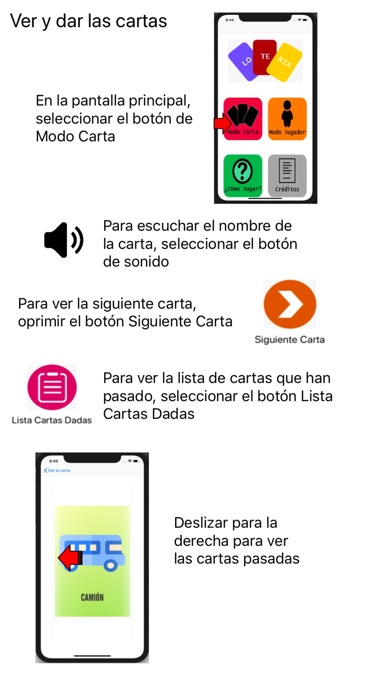 Ver y dar las cartas
9:44
LO
TE
RIA
En la pantalla principal,
seleccionar el botón de
Modo Carta
Modo Carta
Modo Jugador
¿Cómo Jugar?
Créditos
Para escuchar el nombre de
la carta, seleccionar el botón
de sonido
Para ver la siguiente carta,
oprimir el botón Siguiente Carta
Siguiente Carta
Para ver la lista de cartas que han
pasado, seleccionar el botón Lista
Cartas Dadas
Lista Cartas Dadas
Dar la carta
CAMIÓN
Deslizar para la
derecha para ver
las cartas pasadas